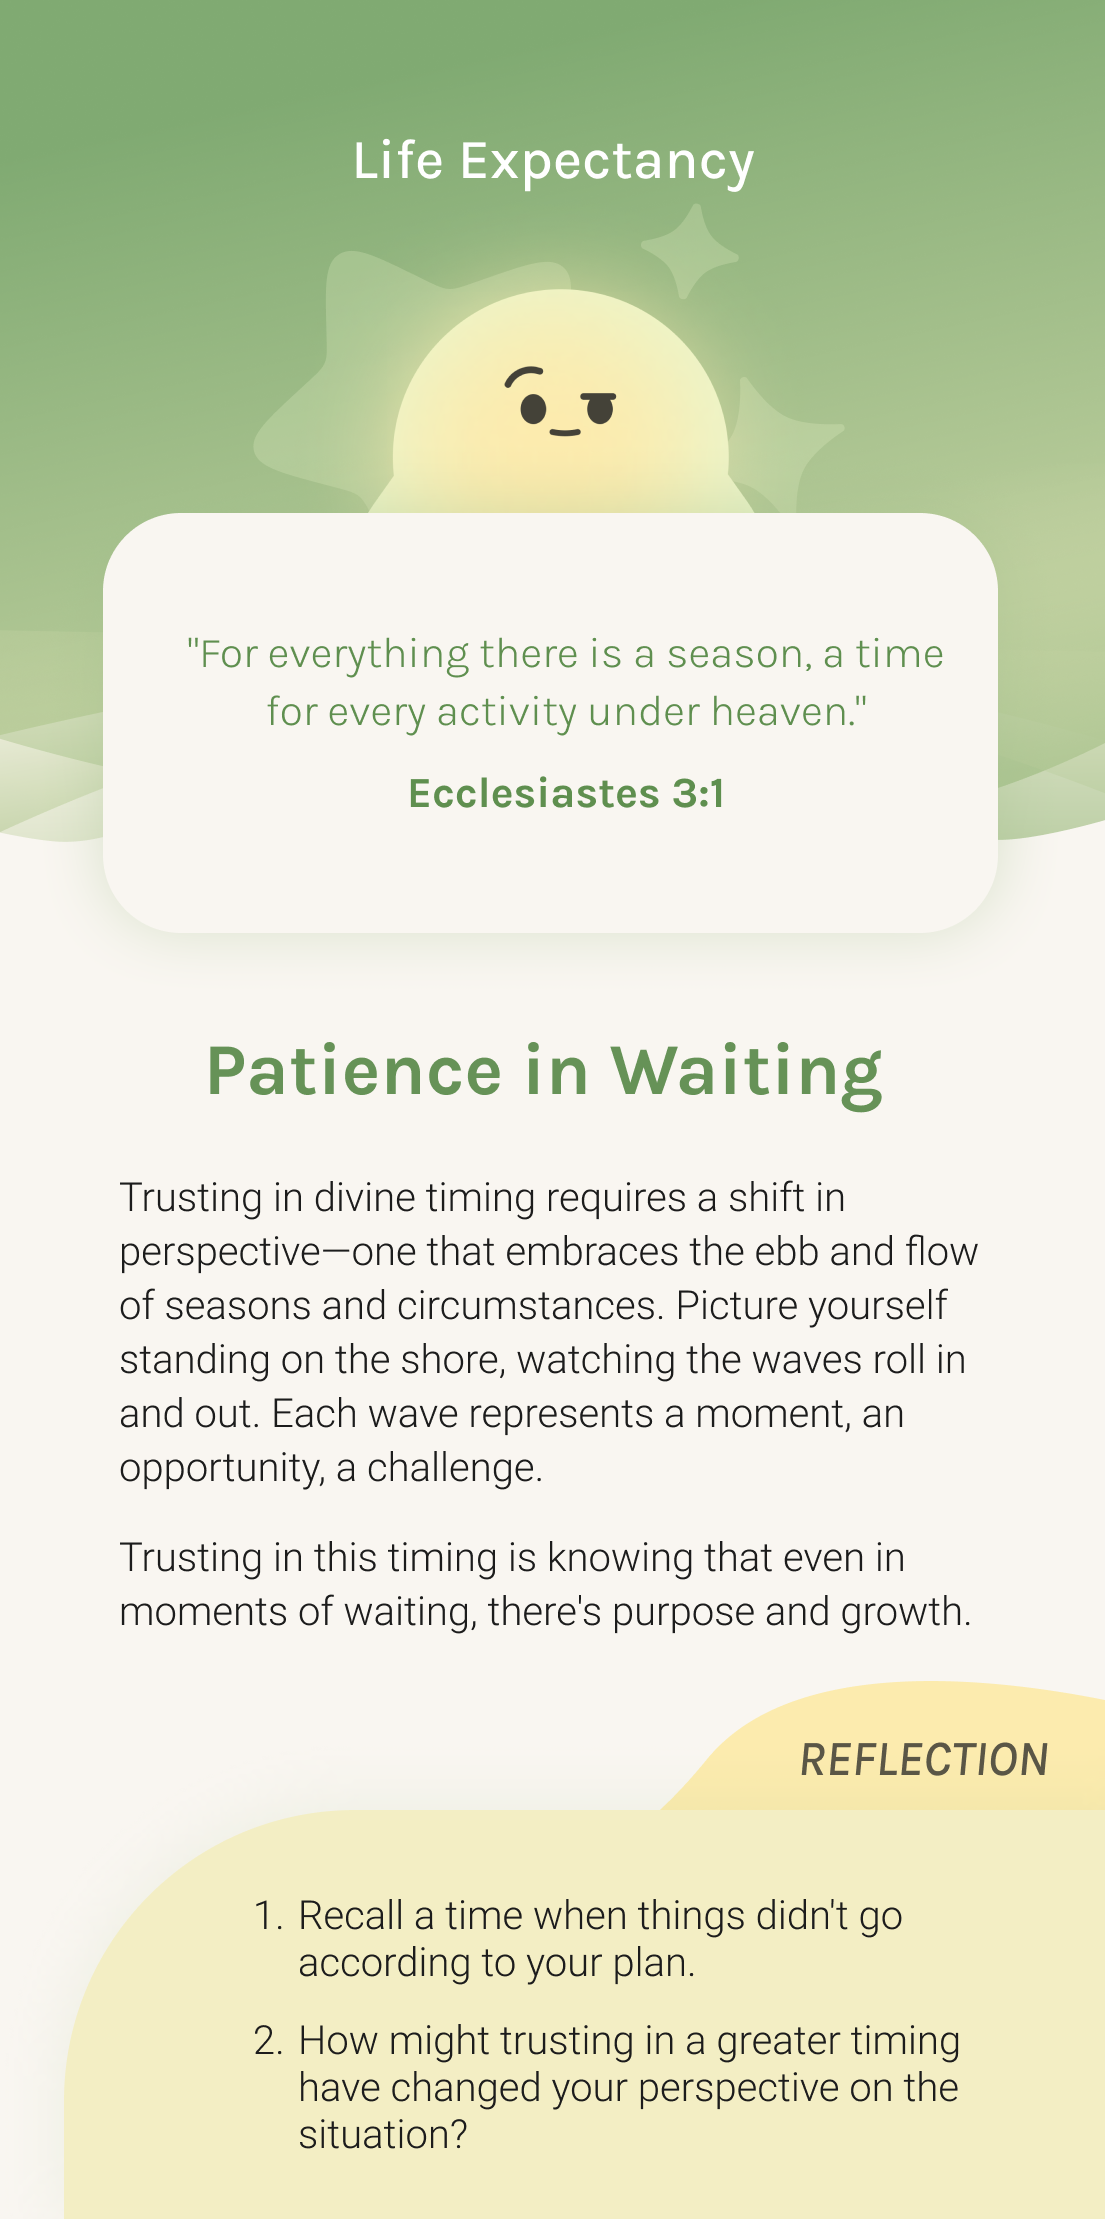 Life Expectancy
"For everything there is a season, a time
for every activity under heaven."
Ecclesiastes 3:1
Patience in Waiting
Trusting in divine timing requires a shift in
perspective—one that embraces the ebb and flow
of seasons and circumstances. Picture yourself
standing on the shore, watching the waves roll in
and out. Each wave represents a moment, an
opportunity, a challenge.
Trusting in this timing is knowing that even in
moments of waiting, there's purpose and growth.
REFLECTION
1. Recall a time when things didn't go
according to your plan.
2. How might trusting in a greater timing
have changed your perspective on the
situation?